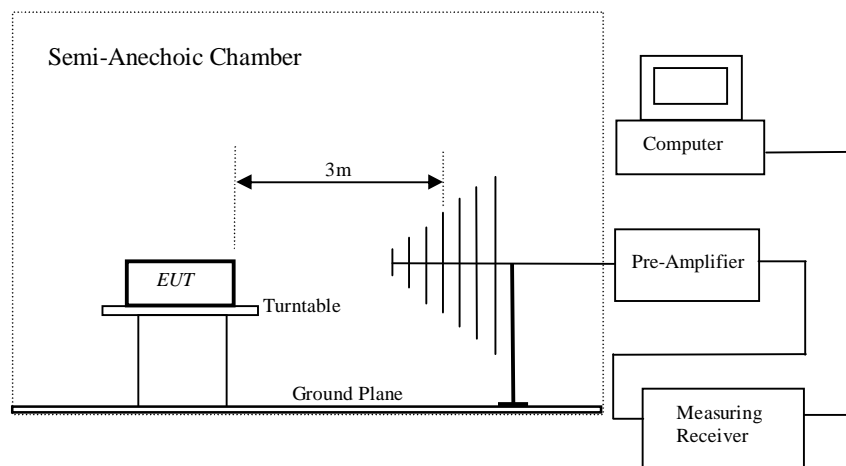 Semi-Anechoic Chamber
Computer
3m
Pre-Amplifier
EUT
Turntable
Ground Plane
Measuring
Receiver